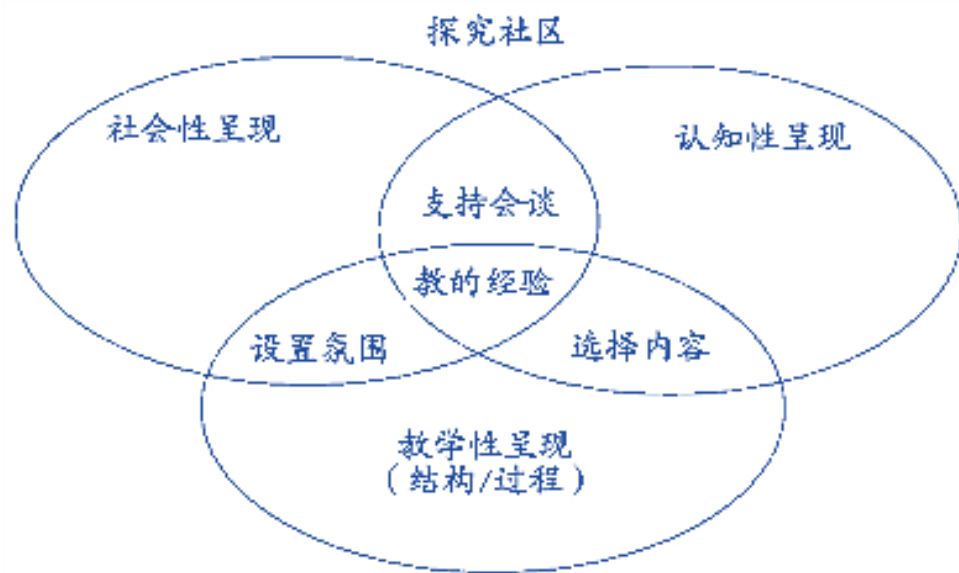 探究社区
社会性呈现
认知性呈现
支持会谈
教的经验
设置氛围
选择内容
教学性呈现
（结构/过程）